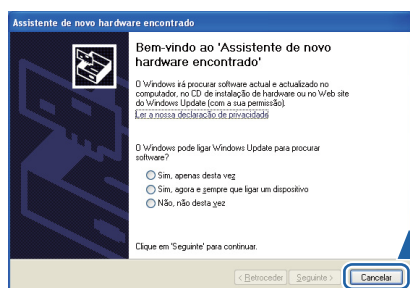 Assistente de novo hardware encontrado
Bem-vindo ao 'Assistente de novo
hardware encontrado'
O Windows irá procurar software actual e actualizado no
computador, no CD de instalação de hardware ou no Web site
do Windows Update (com a sua permissão).
Ler a nossa declaração de privacidade
O Windows pode ligar Windows Update para procurar
software?
Sim, apenas desta vez
Sim, agora e sempre que ligar um dispositivo
Não, não desta vez
Clique em 'Seguinte' para continuar.
< Retroceder
Seguinte >
Cancelar